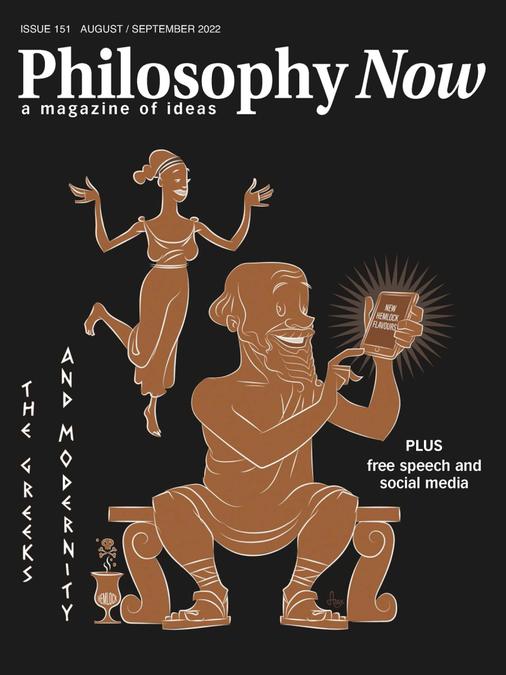 ISSUE 151 AUGUST / SEPTEMBER 2022
Philosophy Now
a magazine of ideas
NEW
HEMLOCK
FLAVOURS
THE GREEKS
AND MODERNITY
PLUS
free speech and
social media
HEMLOCK